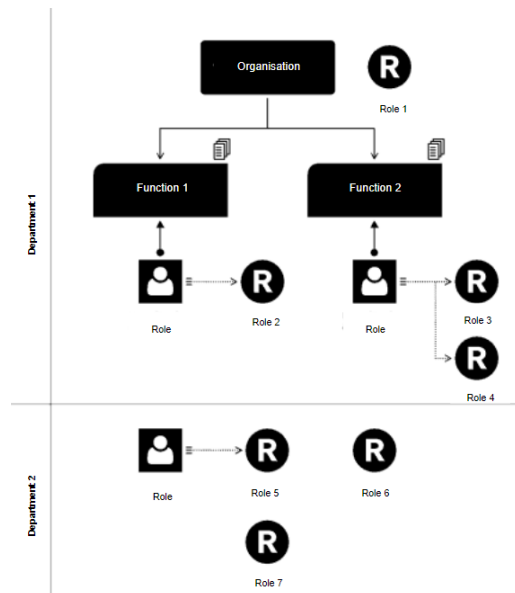 Organisation
R
Role 1
Department 1
Function 1
Function 2
R
R
Role
Role 2
Role
Role 3
R
Role 4
Department 2
R
R
Role
Role 5
Role 6
R
Role 7